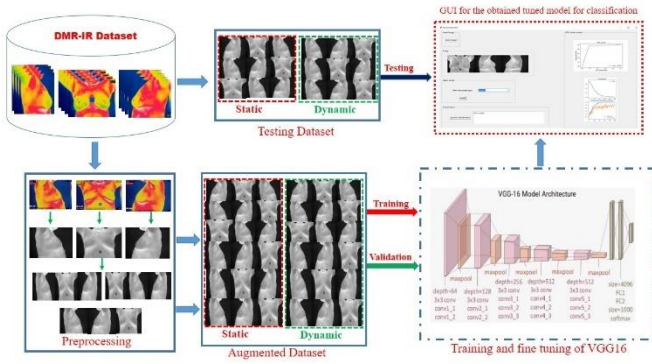 GUI for the obtained tuned model for classification
DMR-IR Dataset
Testing
Static
Dynamic
Testing Dataset
Training
Validation
VGG-16 Model Architecture
maxpool
maxpool
maxpool
maxpool
maxpool
depth=64
3x3 conv
conv1_1
conv1_2
depth=128
3x3 conv
conv2_1
conv2_2
depth=256
3x3 conv
conv3_1
conv3_2
conv3_3
depth=512
3x3 conv
conv4_1
conv4_2
conv4_3
depth=512
3x3 conv
conv5_1
conv5_2
conv5_3
size=4096
FC1
FC2
size=1000
softmax
Static
Dynamic
Preprocessing
Augmented Dataset
Training and fine tuning of VGG16